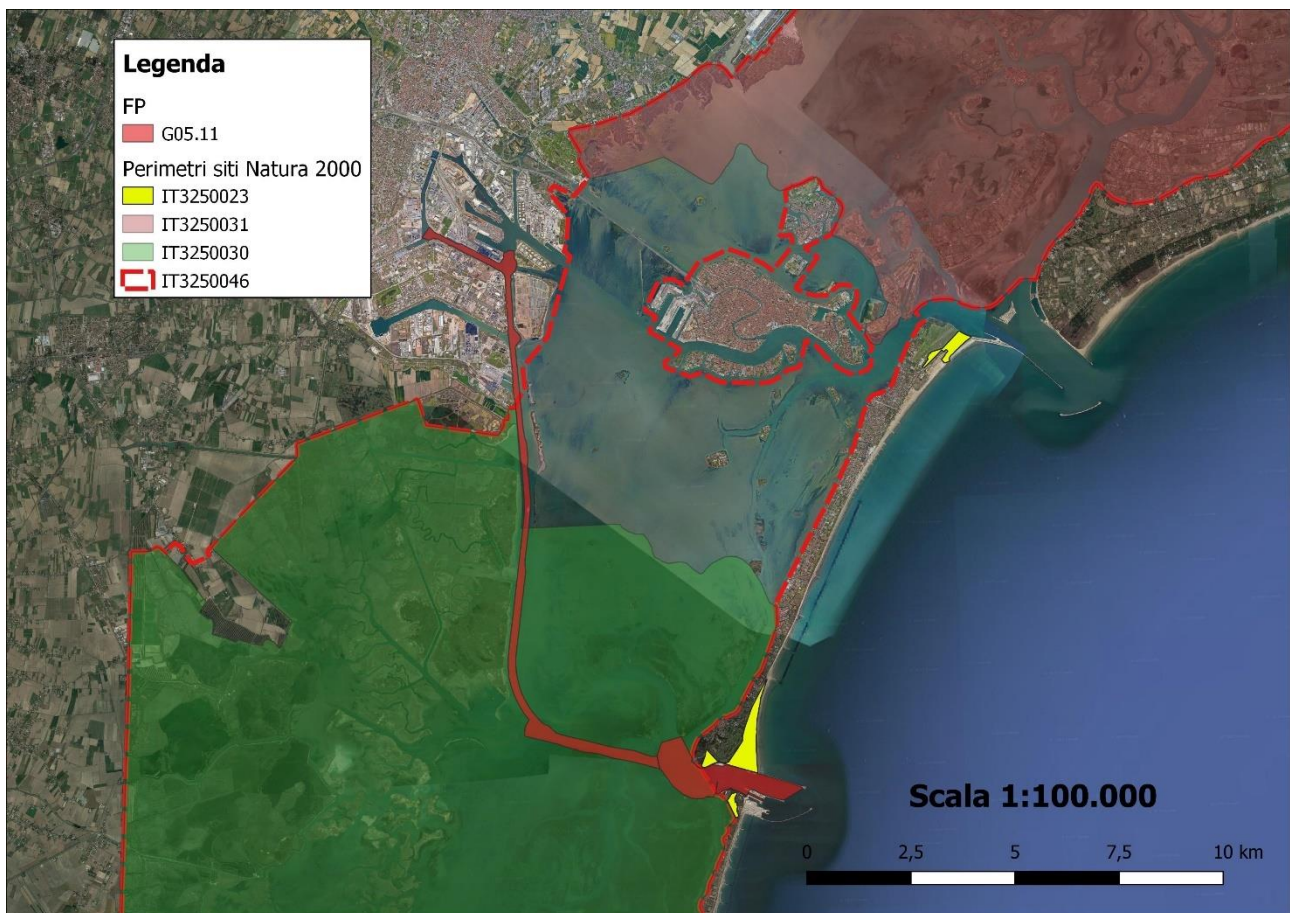 Legenda
FP
G05.11
Perimetri siti Natura 2000
IT3250023
IT3250031
IT3250030
IT3250046
Scala 1:100.000
0 2,5 5 7,5 10 km